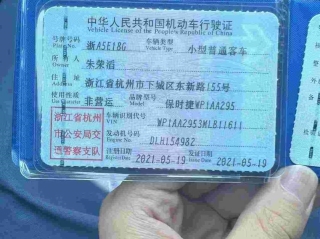 中华人民共和国机动车行驶证
Vehicle License of the People's Republic of China
号牌号码 浙A5E1BG 车辆类型 小型普通客车
Plate No. Vehicle Type
所有人 朱荣滔
Owner
住址 浙江省杭州市下城区东新路155号
Address
使用性质 非营运 品牌型号 保时捷WP1AA295
Use Character Model
浙江省杭州 车辆识别代号 WP1AA2953MLB11611
VIN
市公安局交 发动机号码 DLH154982
Engine No.
通警察支队 注册日期 2021-05-19 发证日期 2021-05-19
Register Date Issue Date